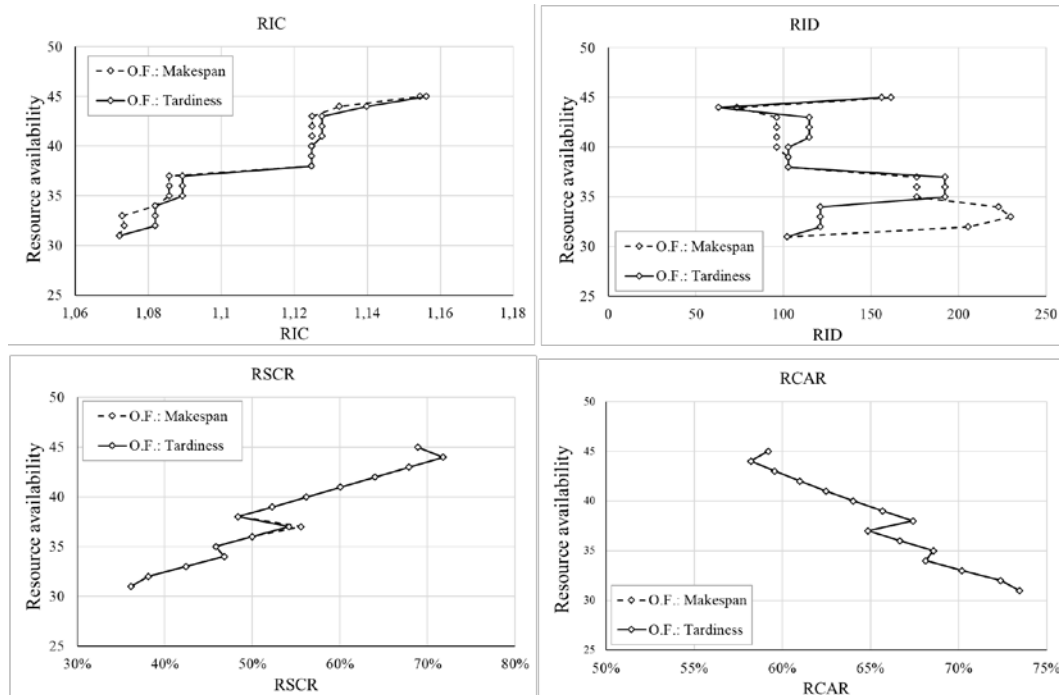 RIC
50
45
40
35
30
25
Resource availability
O.F.: Makespan
O.F.: Tardiness
1,06 1,08 1,1 1,12 1,14 1,16 1,18
RIC
RID
50
45
40
35
30
25
Resource availability
O.F.: Makespan
O.F.: Tardiness
0 50 100 150 200 250
RID
RSCR
50
45
40
35
30
25
Resource availability
O.F.: Makespan
O.F.: Tardiness
30% 40% 50% 60% 70% 80%
RSCR
RCAR
50
45
40
35
30
25
Resource availability
O.F.: Makespan
O.F.: Tardiness
50% 55% 60% 65% 70% 75%
RCAR